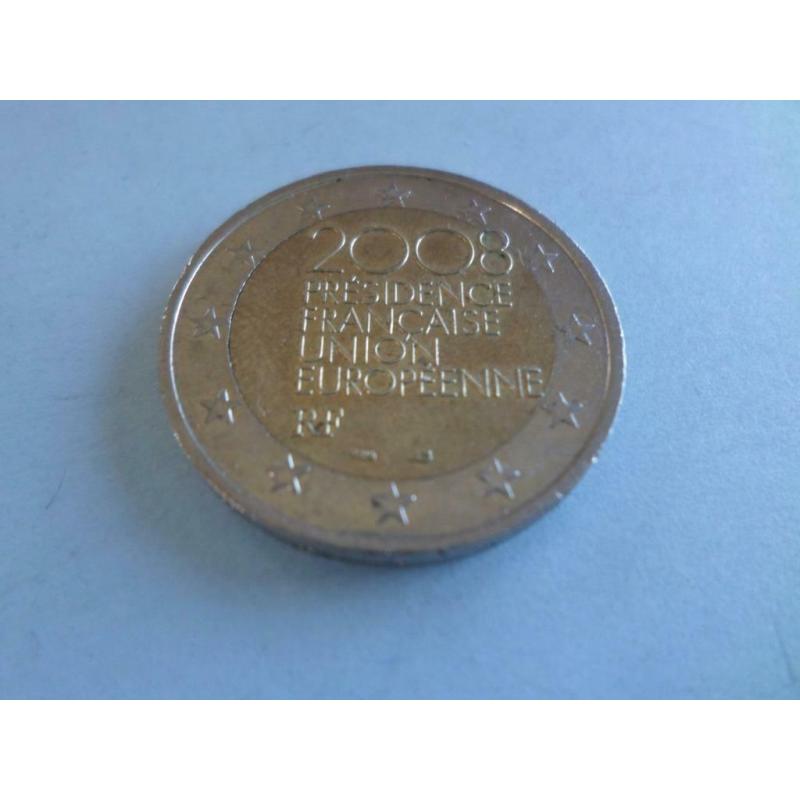 2008
PRÉSIDENCE
FRANÇAISE
UNION
EUROPÉENNE
RF